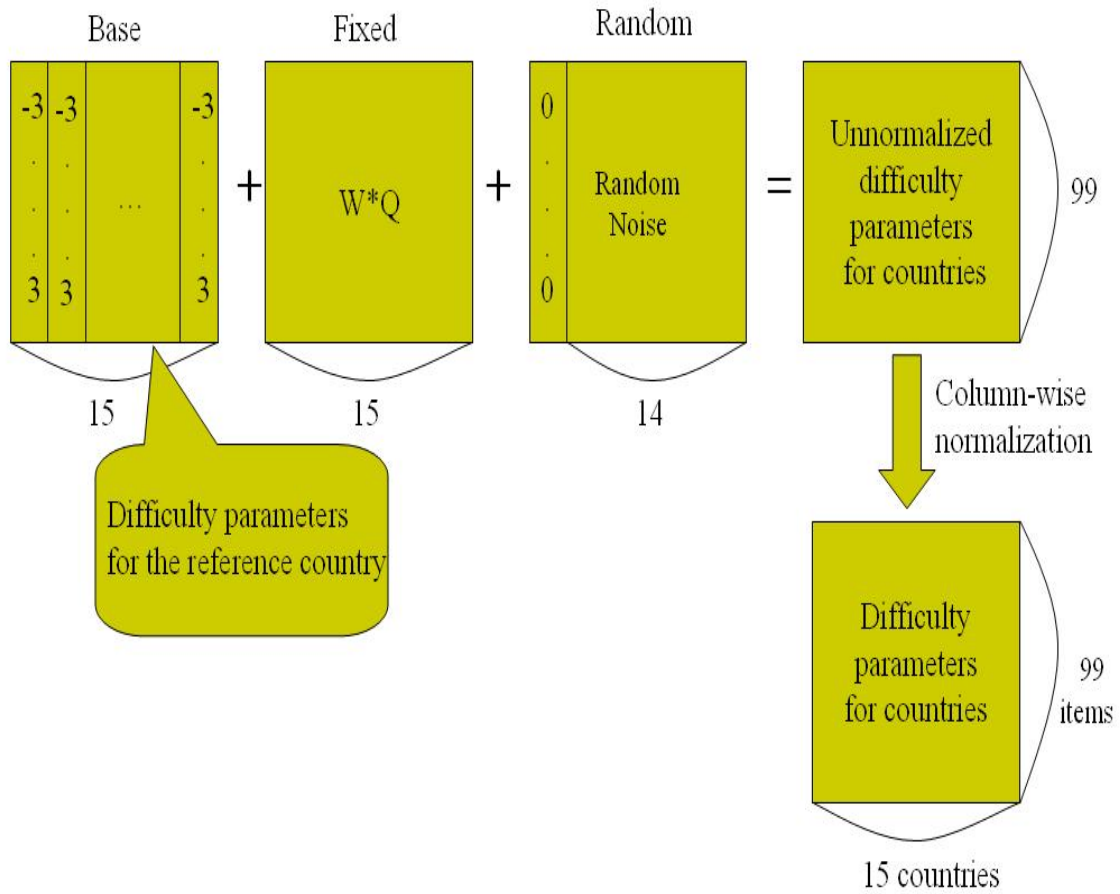 Base
Fixed
Random
-3 -3 -3
. . .
. . .
. . .
3 3 3
...
+
W*Q
+
0
.
.
.
0
Random
Noise
=
Unnormalized
difficulty
parameters
for countries
99
15
15
14
Column-wise
normalization
Difficulty parameters
for the reference country
Difficulty
parameters
for countries
99
items
15 countries